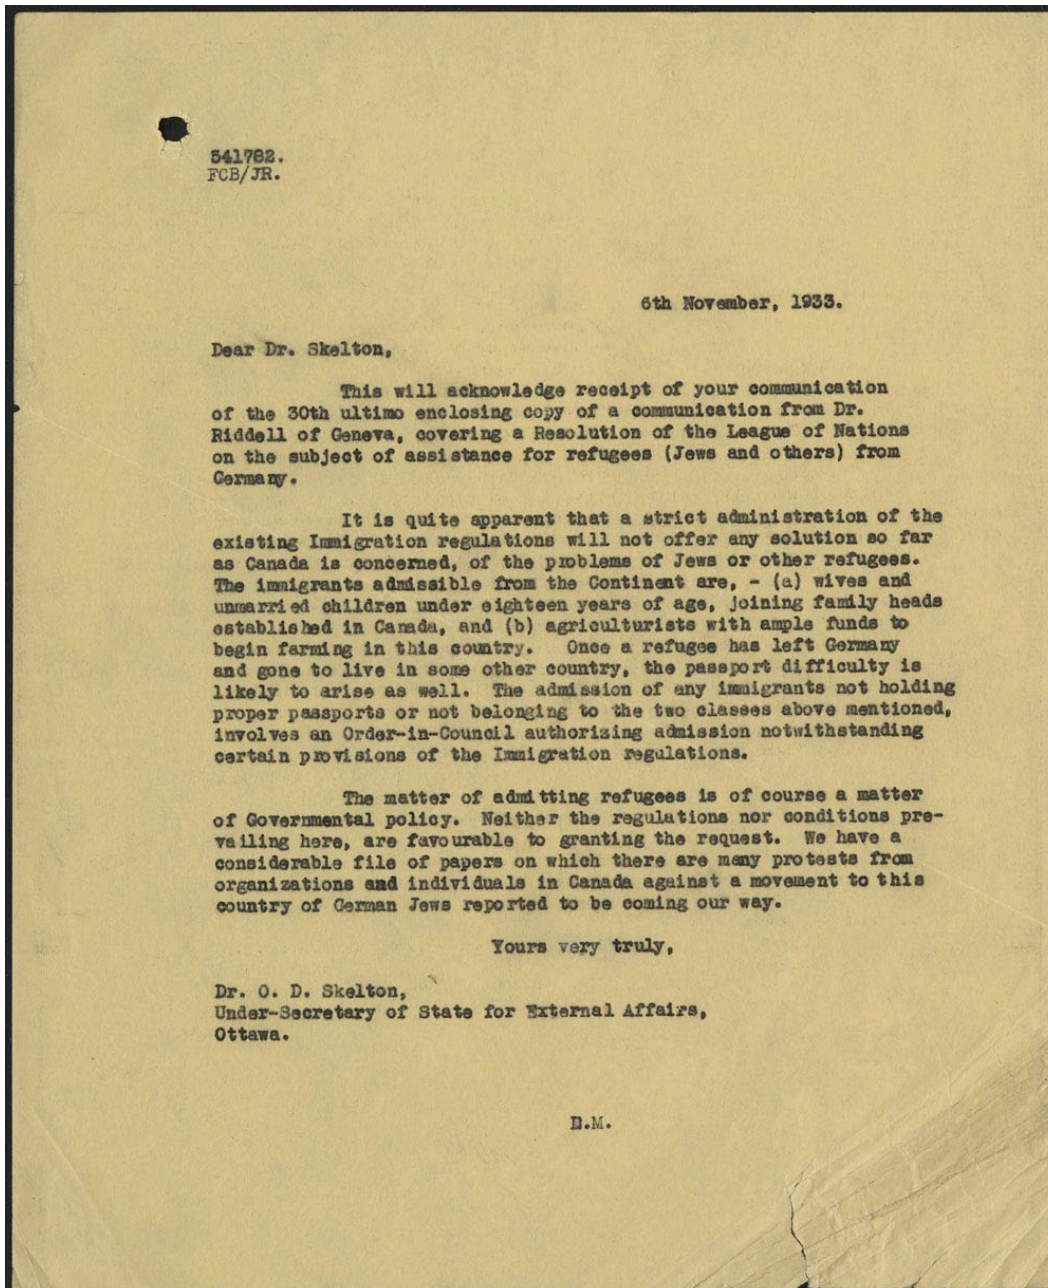 541782.
FCB/JR.
6th November, 1933.
Dear Dr. Skelton,
This will acknowledge receipt of your communication
of the 30th ultimo enclosing copy of a communication from Dr.
Riddell of Geneva, covering a Resolution of the League of Nations
on the subject of assistance for refugees (Jews and others) from
Germany.
It is quite apparent that a strict administration of the
existing Immigration regulations will not offer any solution so far
as Canada is concerned, of the problems of Jews or other refugees.
The immigrants admissible from the Continent are, - (a) wives and
unmarried children under eighteen years of age, joining family heads
established in Canada, and (b) agriculturists with ample funds to
begin farming in this country. Once a refugee has left Germany
and gone to live in some other country, the passport difficulty is
likely to arise as well. The admission of any immigrants not holding
proper passports or not belonging to the two classes above mentioned,
involves an Order-in-Council authorizing admission notwithstanding
certain provisions of the Immigration regulations.
The matter of admitting refugees is of course a matter
of Governmental policy. Neither the regulations nor conditions pre-
vailing here, are favourable to granting the request. We have a
considerable file of papers on which there are many protests from
organizations and individuals in Canada against a movement to this
country of German Jews reported to be coming our way.
Yours very truly,
Dr. O. D. Skelton,
Under-Secretary of State for External Affairs,
Ottawa.
D.M.